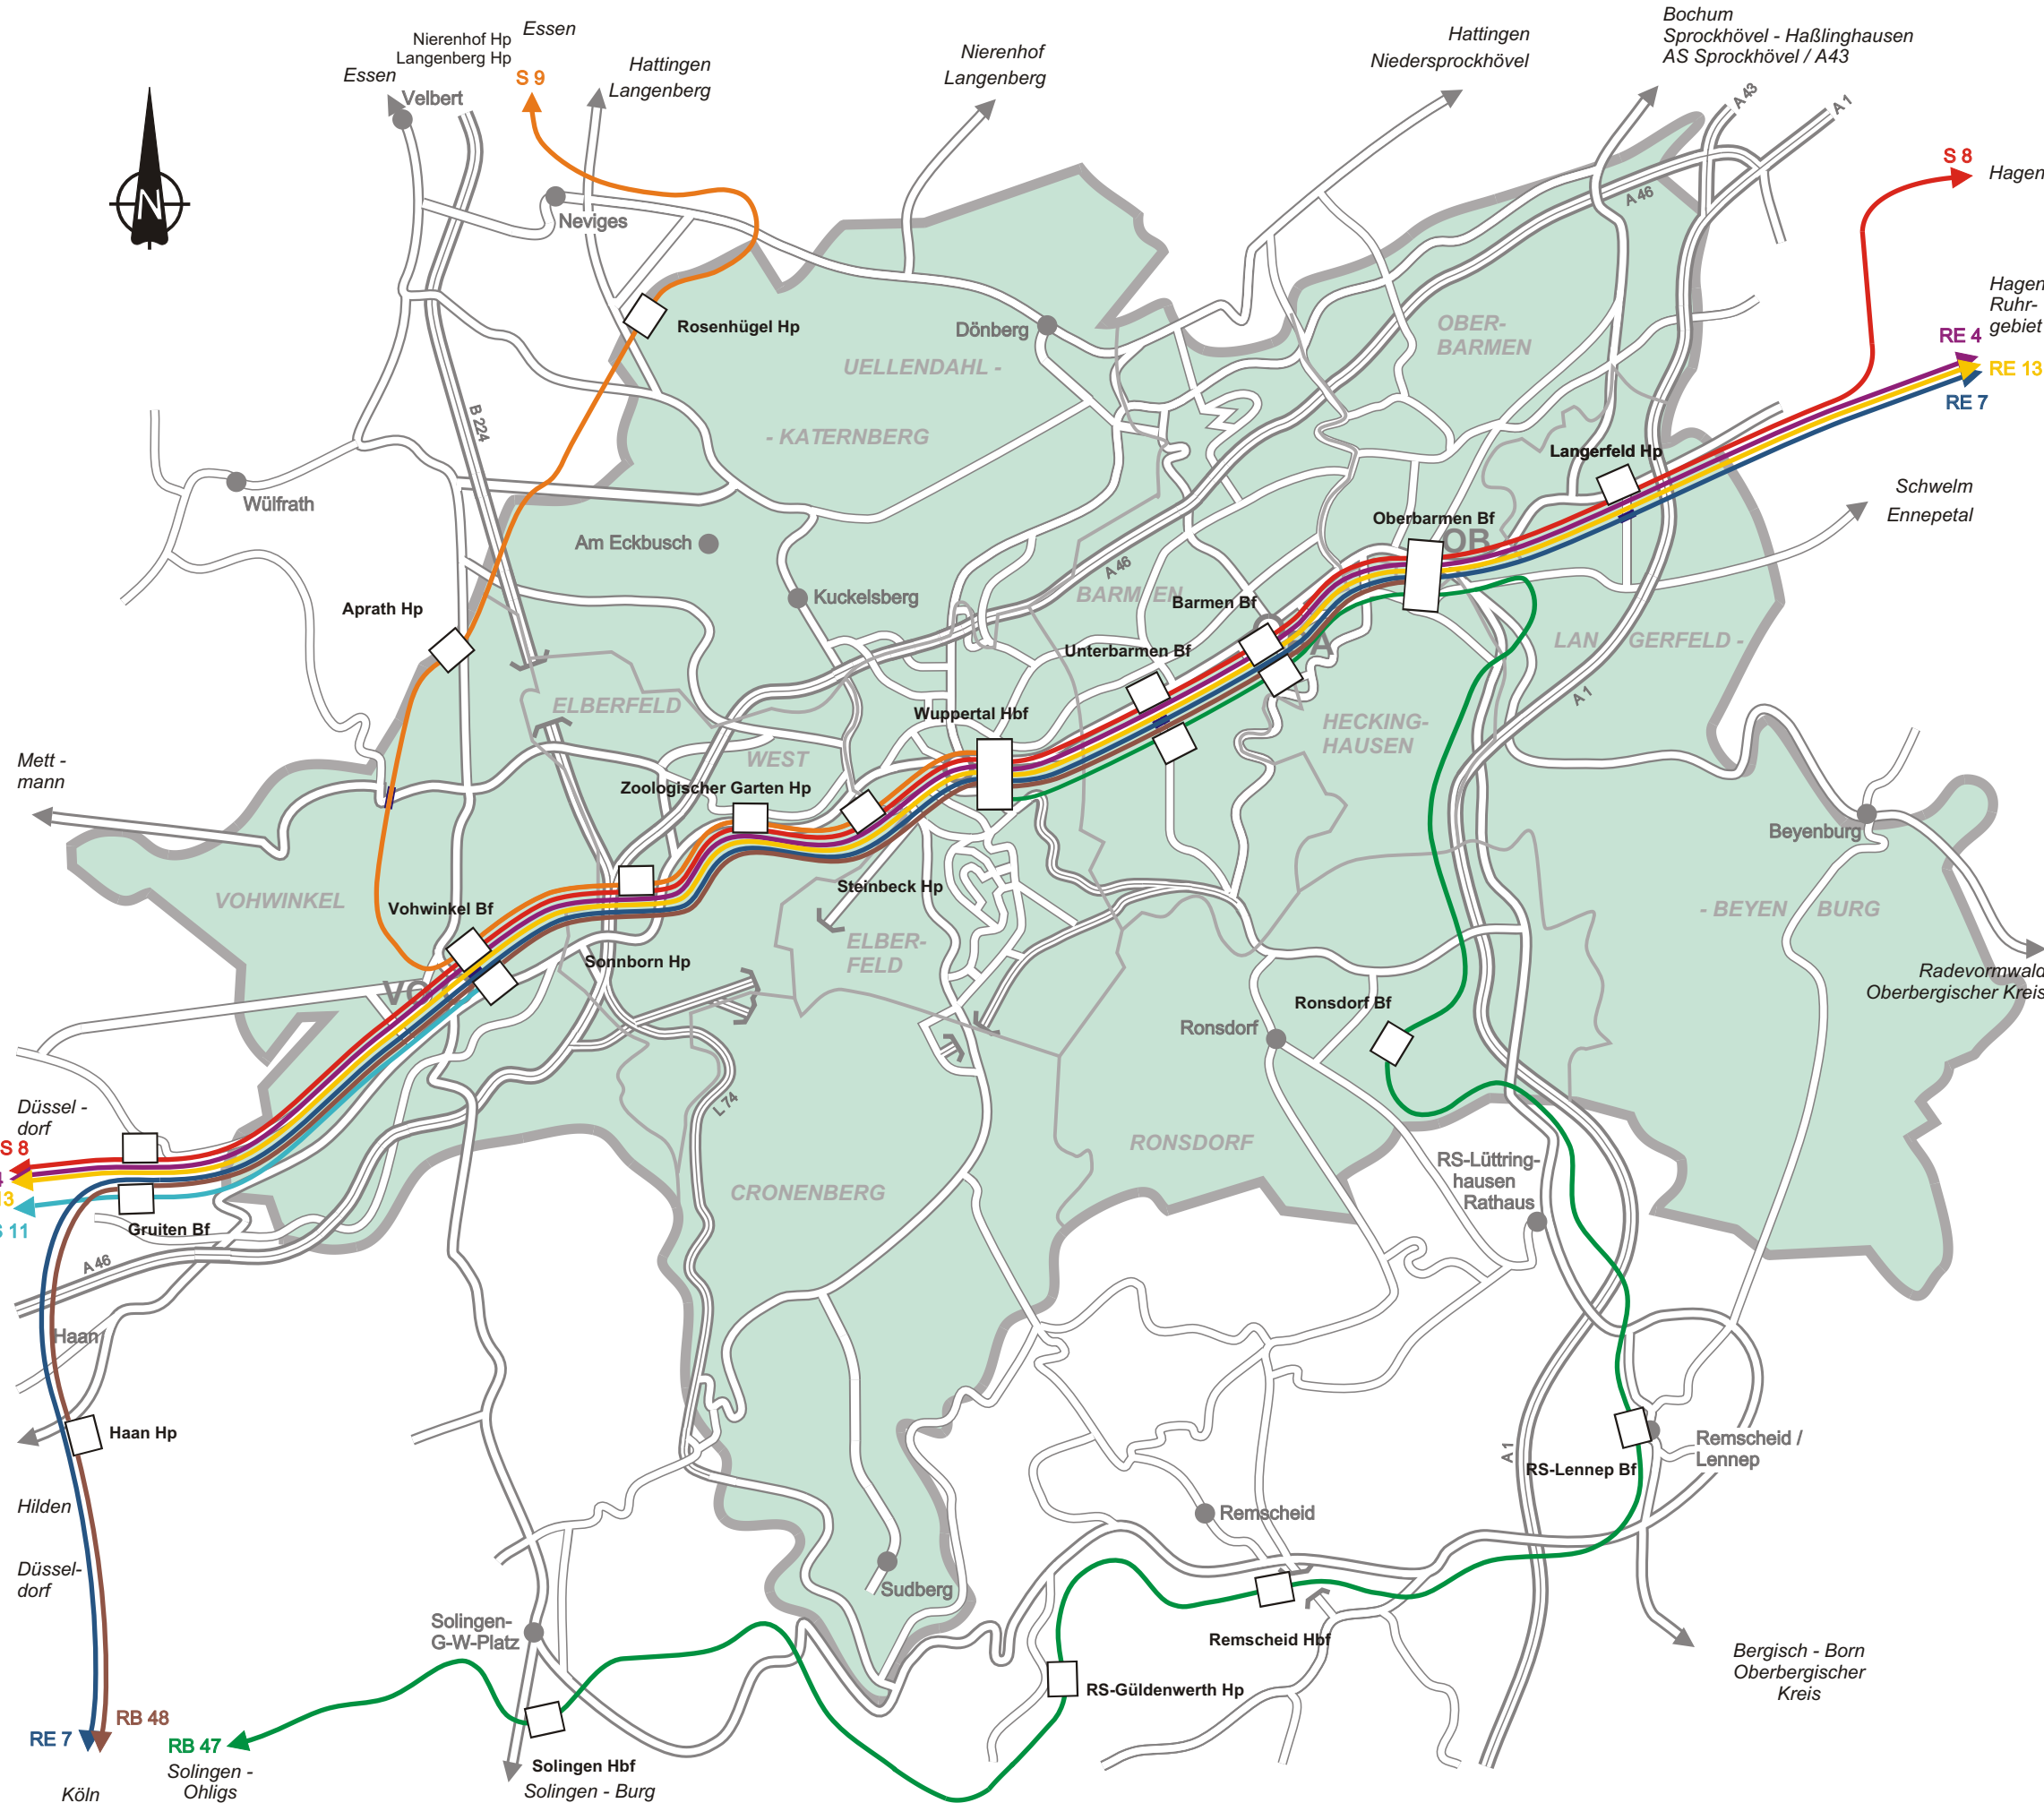 Essen
Nierenhof Hp
Langenberg Hp
S 9
Essen
Velbert
Hattingen
Langenberg
Nierenhof
Langenberg
Hattingen
Niedersprockhövel
Bochum
Sprockhövel - Haßlinghausen
AS Sprockhövel / A43
A 43
A 1
S 8
Hagen
N
Neviges
A 46
Hagen
Ruhr-
gebiet
RE 4
RE 13
RE 7
Rosenhügel Hp
Dönberg
OBER-
BARMEN
UELLENDAHL -
- KATERNBERG
B 224
Langerfeld Hp
Wülfrath
Schwelm
Ennepetal
Am Eckbusch
Oberbarmen Bf
OB
A 46
Kuckelsberg
BARMEN
Barmen Bf
Aprath Hp
Unterbarmen Bf
A
LAN GERFELD -
ELBERFELD
WEST
Wuppertal Hbf
HECKING-
HAUSEN
A 1
Mett -
mann
Zoologischer Garten Hp
Beyenburg
Steinbeck Hp
VOHWINKEL
Vohwinkel Bf
- BEYEN BURG
ELBER-
FELD
Sonnborn Hp
Radevormwald
Oberbergischer Kreis
Ronsdorf Bf
Ronsdorf
L 74
Düssel -
dorf
S 8
4
13
S 11
RONSDORF
RS-Lüttring-
hausen
Rathaus
CRONENBERG
Gruiten Bf
A 46
Haan
Haan Hp
A 1
RS-Lennep Bf
Remscheid /
Lennep
Hilden
Remscheid
Düssel-
dorf
Sudberg
Solingen-
G-W-Platz
Remscheid Hbf
Bergisch - Born
Oberbergischer
Kreis
RS-Güldenwerth Hp
RB 48
RE 7
RB 47
Solingen -
Ohligs
Solingen Hbf
Solingen - Burg
Köln